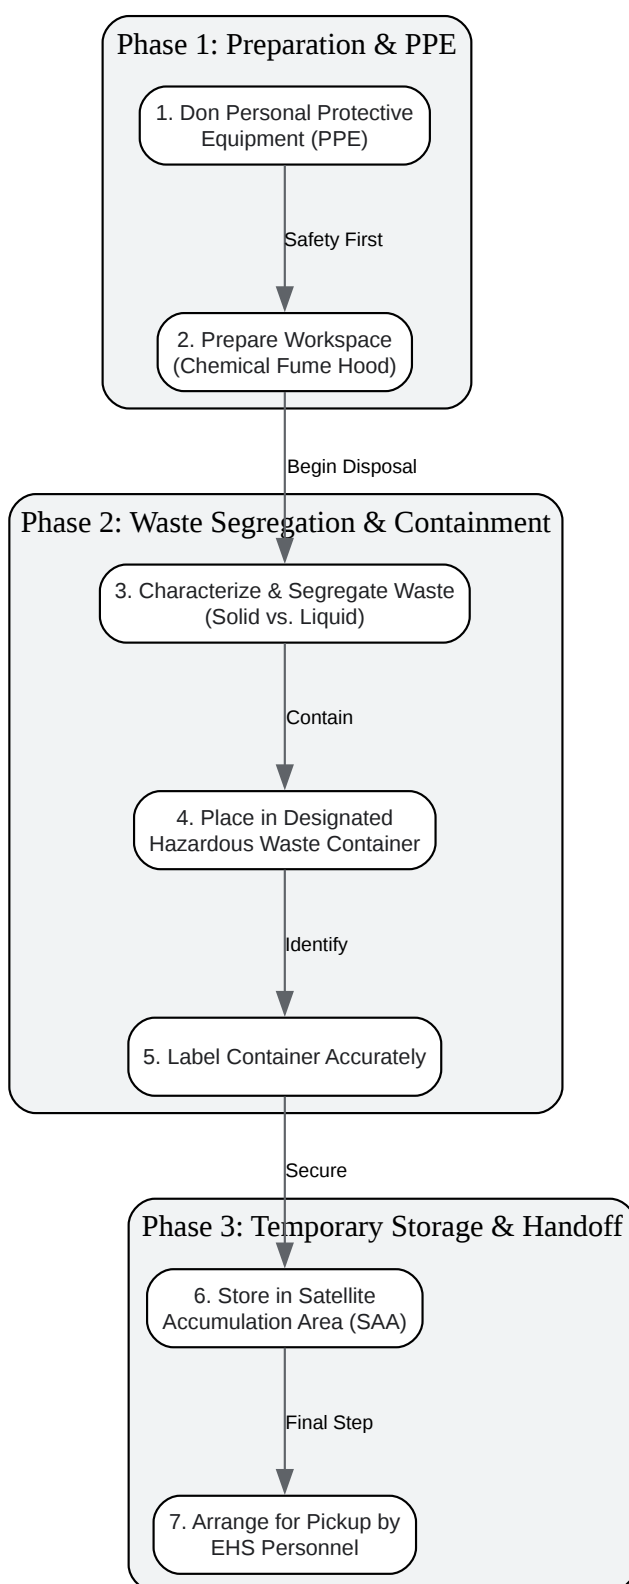 Phase 1: Preparation & PPE
1. Don Personal Protective
Equipment (PPE)
Safety First
2. Prepare Workspace
(Chemical Fume Hood)
Begin Disposal
Phase 2: Waste Segregation & Containment
3. Characterize & Segregate Waste
(Solid vs. Liquid)
Contain
4. Place in Designated
Hazardous Waste Container
Identify
5. Label Container Accurately
Secure
Phase 3: Temporary Storage & Handoff
6. Store in Satellite
Accumulation Area (SAA)
Final Step
7. Arrange for Pickup by
EHS Personnel